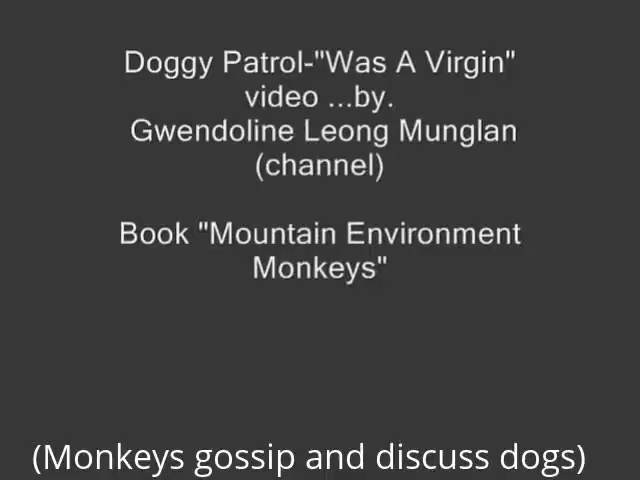 Doggy Patrol-"Was A Virgin"
video ...by.
Gwendoline Leong Munglan
(channel)
Book "Mountain Environment
Monkeys"
(Monkeys gossip and discuss dogs)